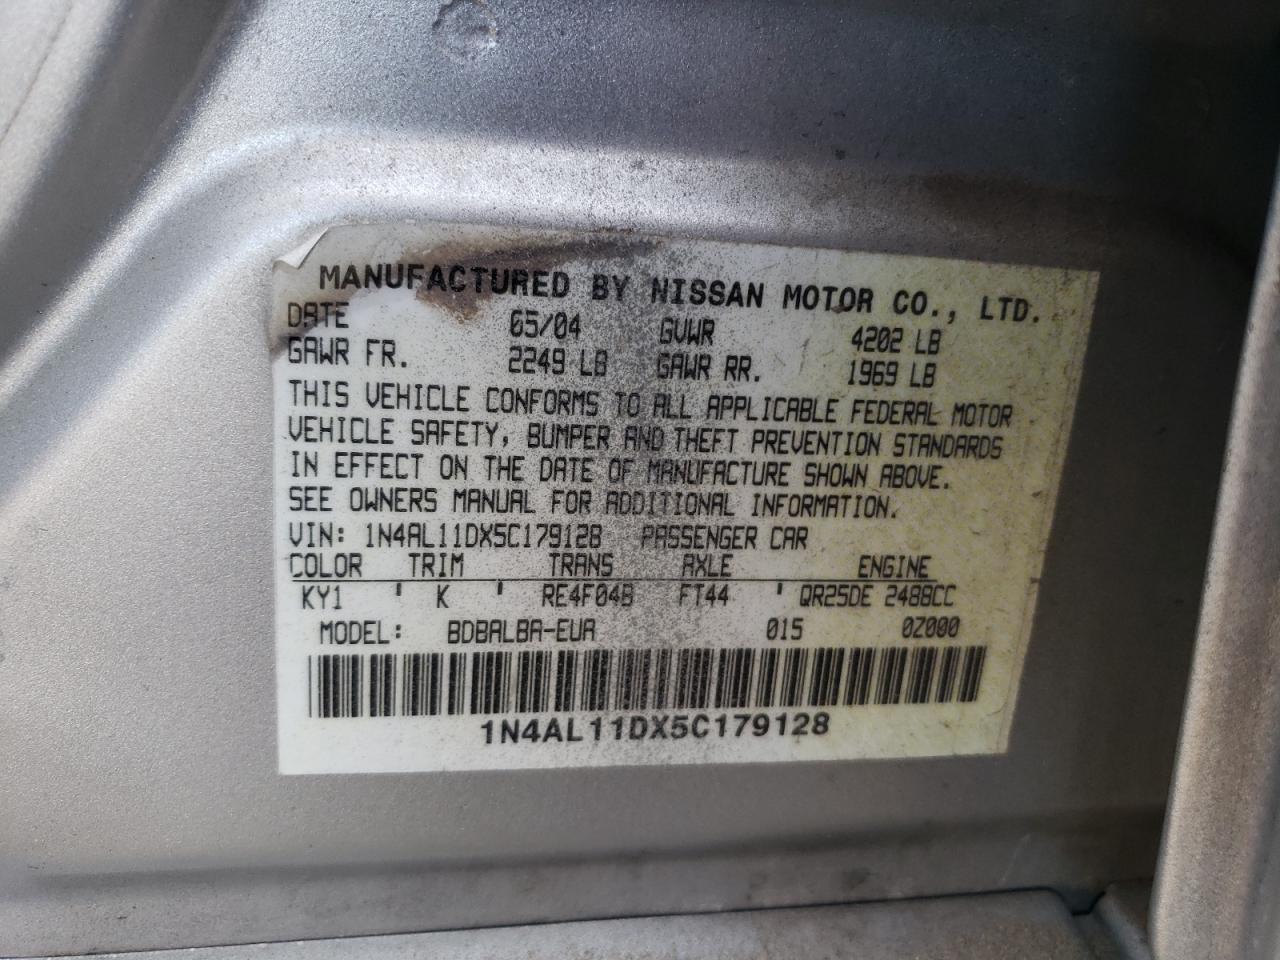 MANUFACTURED BY NISSAN MOTOR CO., LTD.
DATE 05/04 GVWR 4202 LB
GAWR FR. 2249 LB GAWR RR. 1969 LB
THIS VEHICLE CONFORMS TO ALL APPLICABLE FEDERAL MOTOR
VEHICLE SAFETY, BUMPER AND THEFT PREVENTION STANDARDS
IN EFFECT ON THE DATE OF MANUFACTURE SHOWN ABOVE.
SEE OWNERS MANUAL FOR ADDITIONAL INFORMATION.
VIN: 1N4AL11DX5C179128 PASSENGER CAR
COLOR TRIM TRANS AXLE ENGINE
KY1 ' K ' RE4F04B FT44 ' QR25DE 2488CC
MODEL: BDBALBA-EUA 015 0Z000
1N4AL11DX5C179128